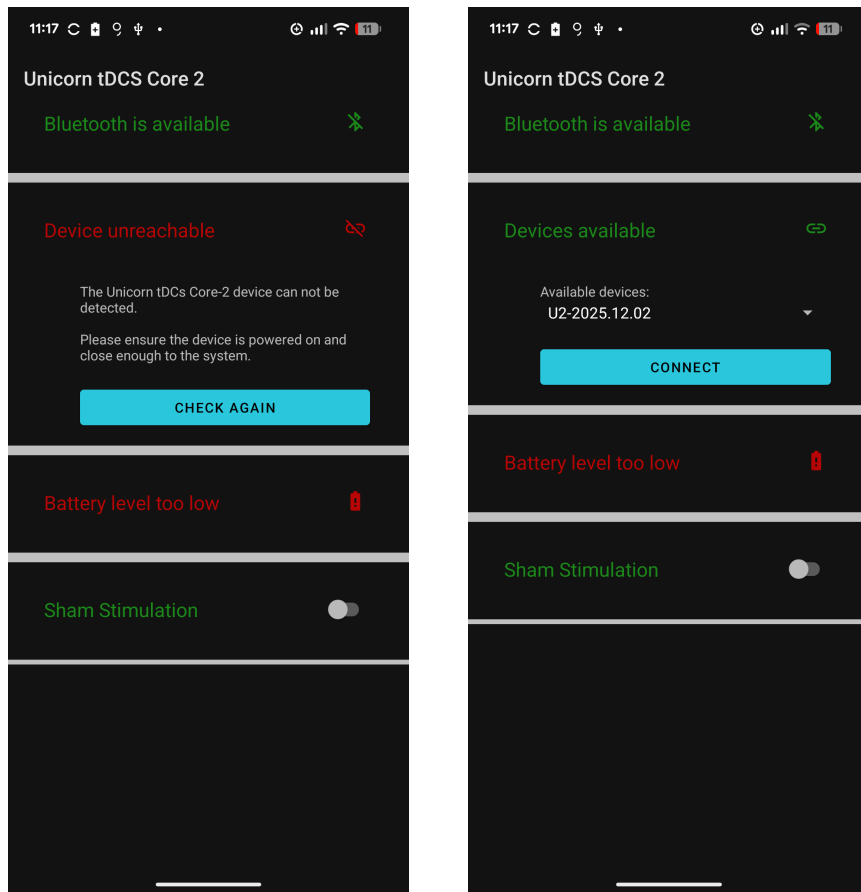 11:17
11
Unicorn tDCS Core 2
Bluetooth is available
Device unreachable
The Unicorn tDCs Core-2 device can not be
detected.
Please ensure the device is powered on and
close enough to the system.
CHECK AGAIN
Battery level too low
Sham Stimulation
11:17
11
Unicorn tDCS Core 2
Bluetooth is available
Devices available
Available devices:
U2-2025.12.02
CONNECT
Battery level too low
Sham Stimulation